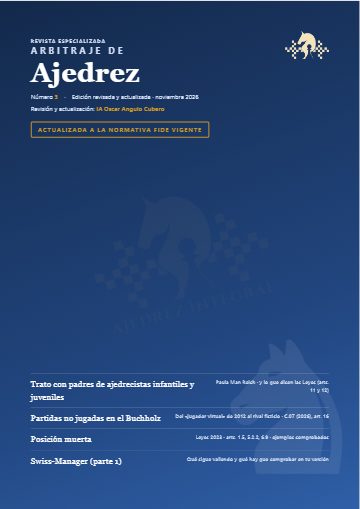 REVISTA ESPECIALIZADA
ARBITRAJE DE
Ajedrez
Número 3 · Edición revisada y actualizada · noviembre 2026
Revisión y actualización: IA Oscar Angulo Cubero
ACTUALIZADA A LA NORMATIVA FIDE VIGENTE
AJEDREZ INTEGRAL
Trato con padres de ajedrecistas infantiles y
juveniles
Paula Man Reich · y lo que dicen las Leyes (arts.
11 y 12)
Partidas no jugadas en el Buchholz
Del «jugador virtual» de 2012 al rival ficticio · C.07 (2026), art. 16
Posición muerta
Leyes 2023 · arts. 1.5, 5.2.2, 6.9 · ejemplos comprobados
Swiss-Manager (parte 1)
Qué sigue valiendo y qué hay que comprobar en tu versión